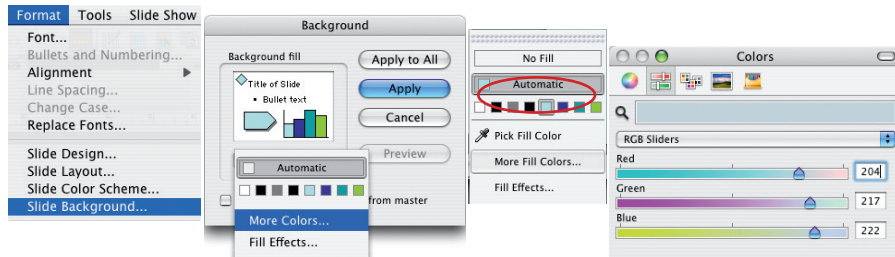 Format Tools Slide Show
Font...
Bullets and Numbering...
Alignment
Line Spacing...
Change Case...
Replace Fonts...
Slide Design...
Slide Layout...
Slide Color Scheme...
Slide Background...
Background
Background fill
Title of Slide
Bullet text
Apply to All
Apply
Cancel
Preview
Automatic
from master
More Colors...
Fill Effects...
No Fill
Automatic
Pick Fill Color
More Fill Colors...
Fill Effects...
Colors
RGB Sliders
Red
204
Green
217
Blue
222